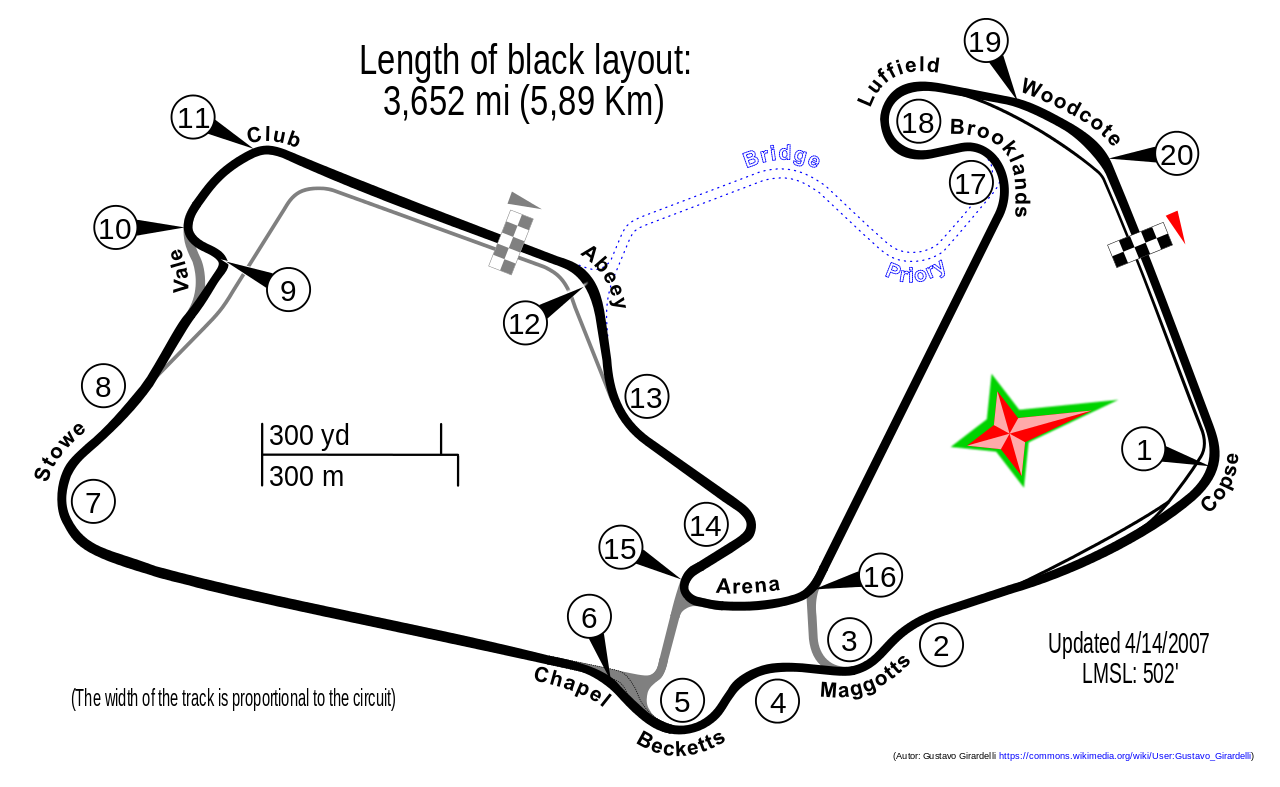 Length of black layout:
3,652 mi (5,89 Km)
19
Luffield
Woodcote
11
Club
18
Brooklands
20
Bridge
17
10
Vale
9
Priory
Abeey
12
8
13
Stowe
300 yd
300 m
1
Copse
7
14
15
Arena
16
6
3
2
Chapel
5
4
Maggotts
Becketts
Updated 4/14/2007
LMSL: 502'
(The width of the track is proportional to the circuit)
(Autor: Gustavo Girardelli https://commons.wikimedia.org/wiki/User:Gustavo_Girardelli)